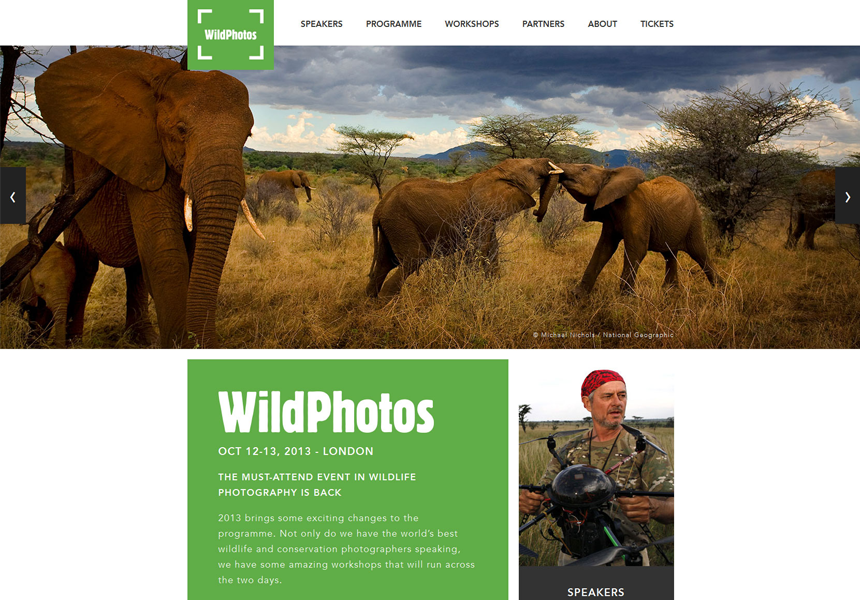 WildPhotos
SPEAKERS PROGRAMME WORKSHOPS PARTNERS ABOUT TICKETS
© Michael Nichols / National Geographic
WildPhotos
OCT 12-13, 2013 - LONDON
THE MUST-ATTEND EVENT IN WILDLIFE
PHOTOGRAPHY IS BACK
2013 brings some exciting changes to the
programme. Not only do we have the world's best
wildlife and conservation photographers speaking,
we have some amazing workshops that will run across
the two days.
SPEAKERS